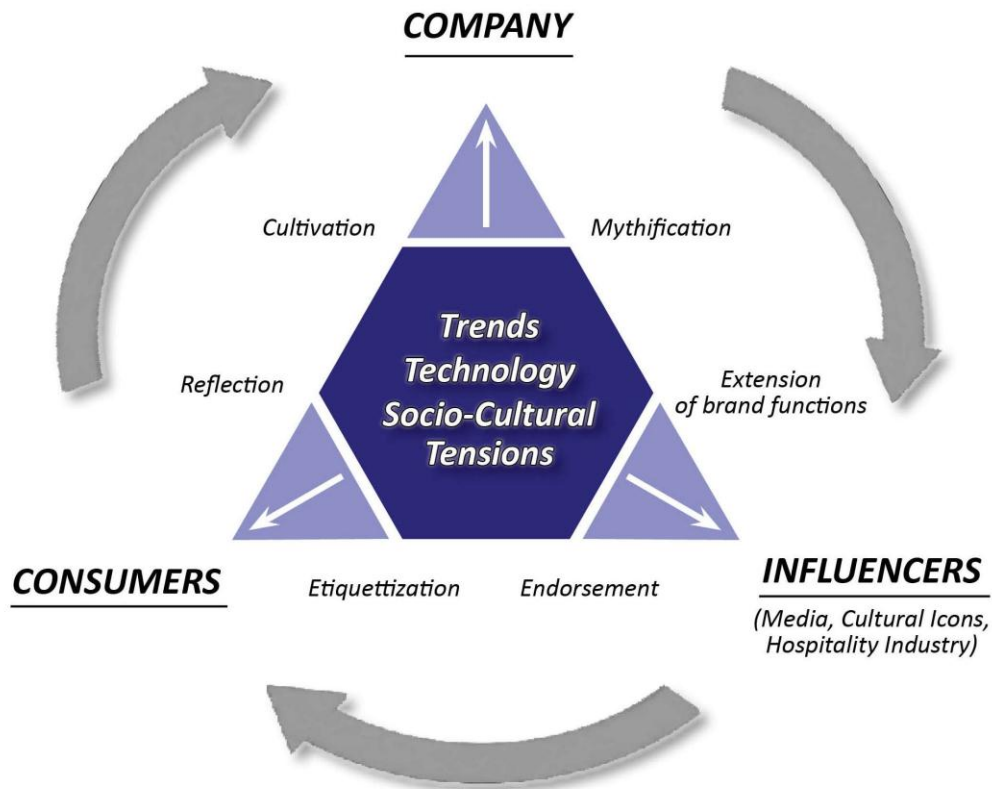 COMPANY
Cultivation
Mythification
Trends
Technology
Socio-Cultural
Tensions
Reflection
Extension
of brand functions
CONSUMERS
Etiquettization
Endorsement
INFLUENCERS
(Media, Cultural Icons,
Hospitality Industry)